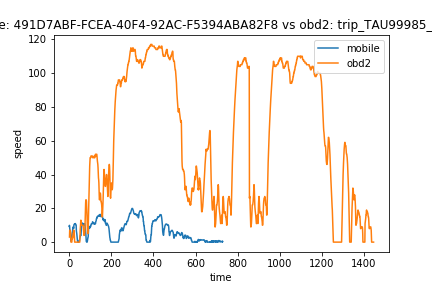 e: 491D7ABF-FCEA-40F4-92AC-F5394ABA82F8 vs obd2: trip_TAU99985_
120
100
80
60
40
20
0
speed
mobile
obd2
0 200 400 600 800 1000 1200 1400
time